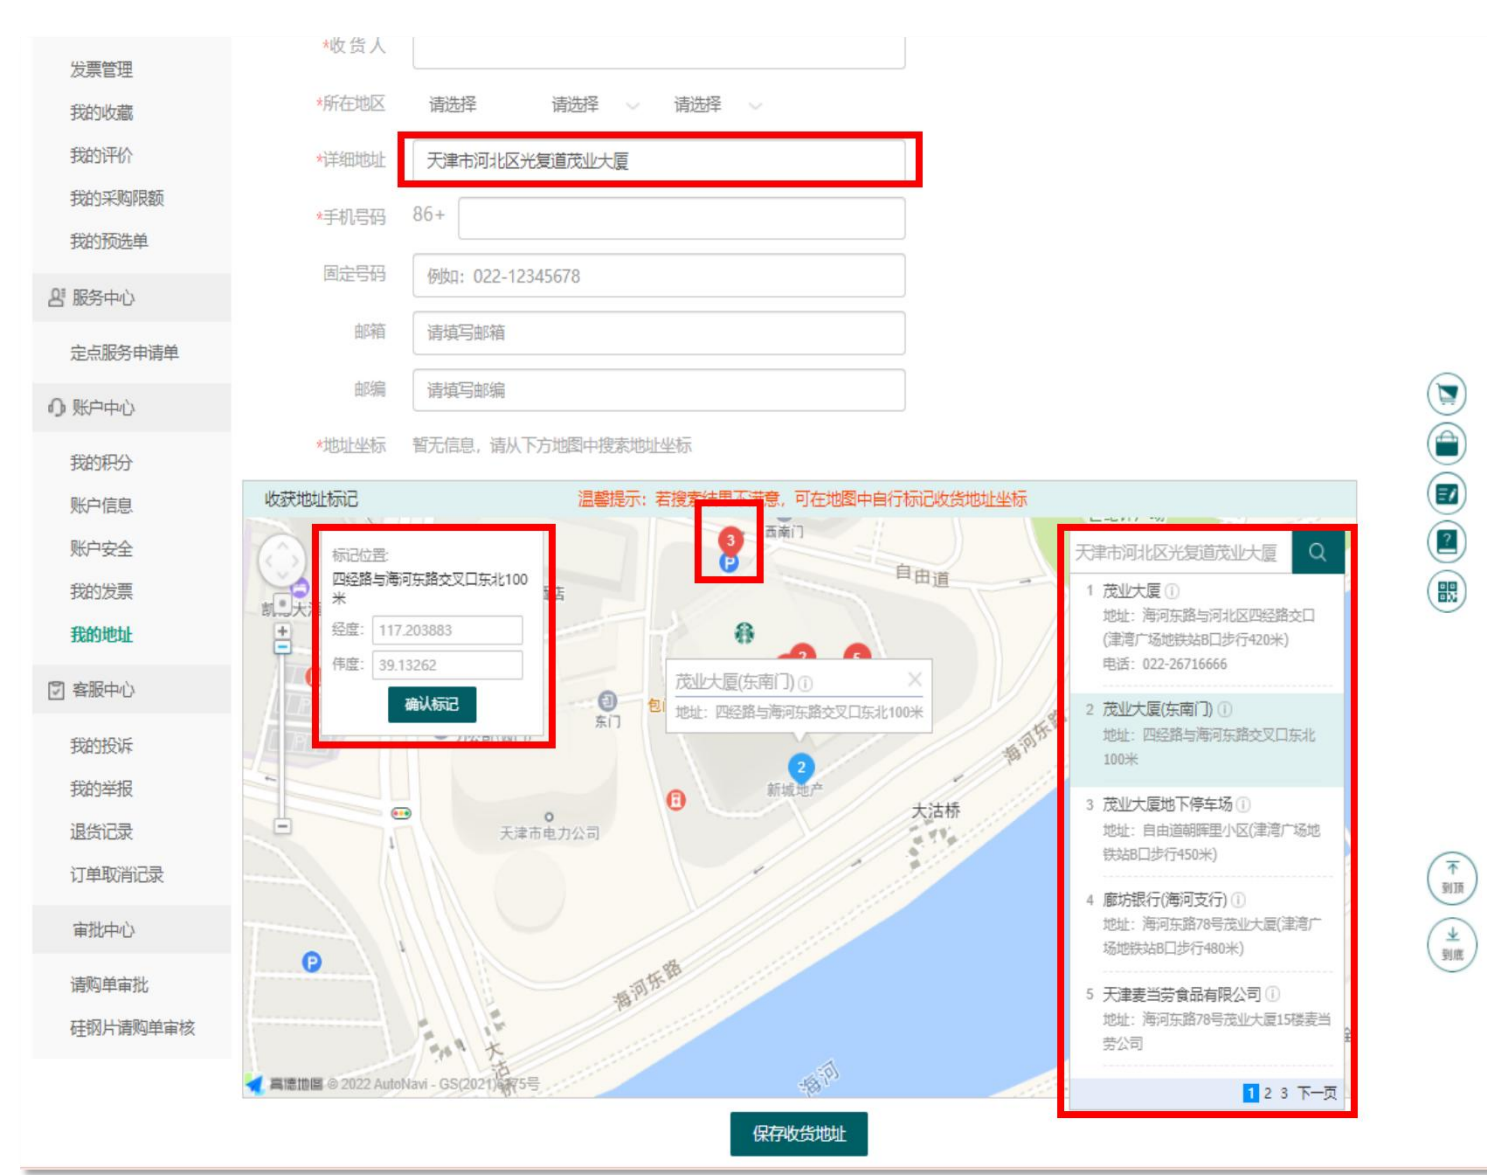 发票管理
我的收藏
我的评价
我的采购限额
我的预选单
服务中心
定点服务申请单
账户中心
我的积分
账户信息
账户安全
我的发票
我的地址
客服中心
我的投诉
我的举报
退货记录
订单取消记录
审批中心
请购单审批
硅钢片请购单审核
*收 货 人
*所在地区 请选择 请选择 请选择
*详细地址 天津市河北区光复道茂业大厦
*手机号码 86+
固定号码 例如：022-12345678
邮箱 请填写邮箱
邮编 请填写邮编
*地址坐标 暂无信息，请从下方地图中搜索地址坐标
收获地址标记 温馨提示：若搜索结果不满意，可在地图中自行标记收货地址坐标
标记位置:
四经路与海河东路交叉口东北100
米
经度: 117.203883
伟度: 39.13262
确认标记
3
P
西南门
自由道
店
2
5
东门
包
茂业大厦(东南门)
地址：四经路与海河东路交叉口东北100米
2
新城地产
大沽桥
海河东路
天津市电力公司
P
海河东路
大沽桥
海河
高德地图 © 2022 AutoNavi - GS(2021)6375号
天津市河北区光复道茂业大厦
1 茂业大厦
地址：海河东路与河北区四经路交口
(津湾广场地铁站B口步行420米)
电话：022-26716666
2 茂业大厦(东南门)
地址：四经路与海河东路交叉口东北
100米
3 茂业大厦地下停车场
地址：自由道朝晖里小区(津湾广场地
铁站B口步行450米)
4 廊坊银行(海河支行)
地址：海河东路78号茂业大厦(津湾广
场地铁站B口步行480米)
5 天津麦当劳食品有限公司
地址：海河东路78号茂业大厦15楼麦当
劳公司
1 2 3 下一页
保存收货地址
到顶
到底